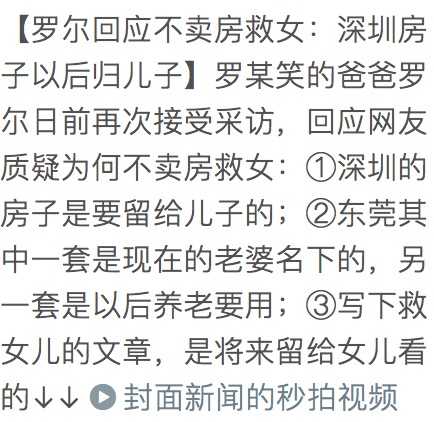 【罗尔回应不卖房救女：深圳房
子以后归儿子】罗某笑的爸爸罗
尔日前再次接受采访，回应网友
质疑为何不卖房救女：①深圳的
房子是要留给儿子的；②东莞其
中一套是现在的老婆名下的，另
一套是以后养老要用；③写下救
女儿的文章，是将来留给女儿看
的↓↓ 封面新闻的秒拍视频